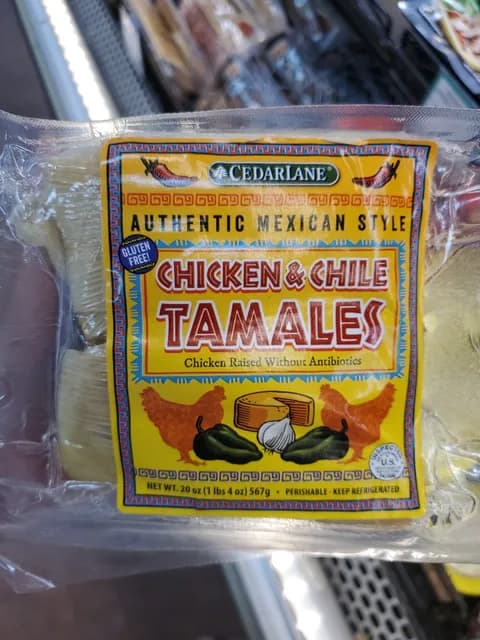 CEDARLANE®
AUTHENTIC MEXICAN STYLE
GLUTEN
FREE!
CHICKEN & CHILE
TAMALES
Chicken Raised Without Antibiotics
INSPECTED
U.S.
NET WT. 20 oz (1 lbs 4 oz) 567g • PERISHABLE - KEEP REFRIGERATED